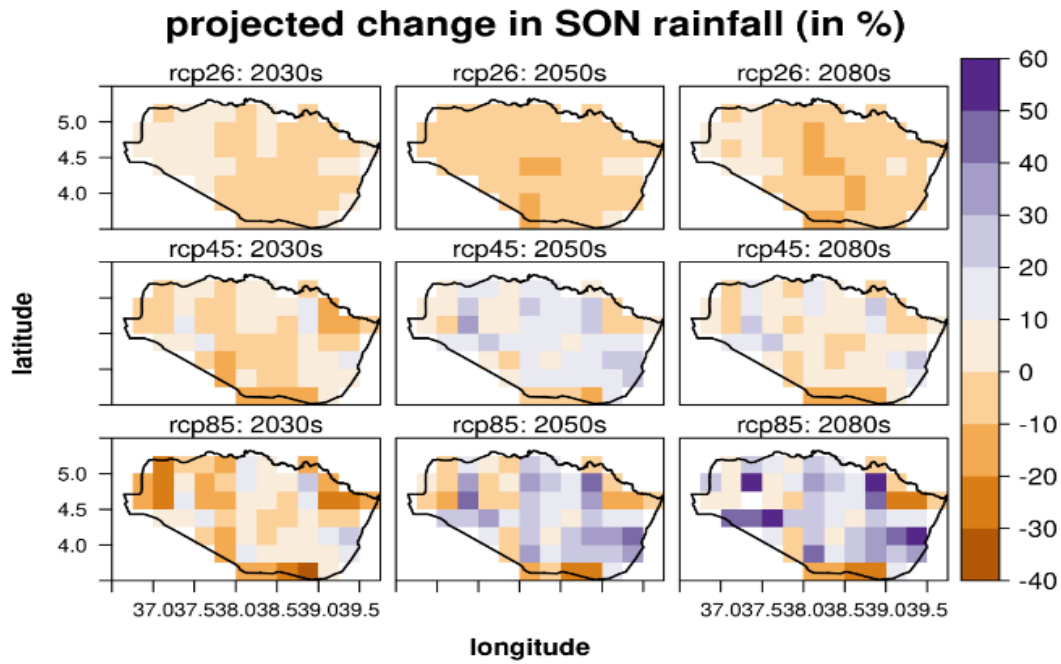 projected change in SON rainfall (in %)
rcp26: 2030s
rcp26: 2050s
rcp26: 2080s
5.0
4.5
4.0
rcp45: 2030s
rcp45: 2050s
rcp45: 2080s
latitude
rcp85: 2030s
rcp85: 2050s
rcp85: 2080s
5.0
4.5
4.0
37.037.538.038.539.039.5
37.037.538.038.539.039.5
longitude
60
50
40
30
20
10
0
-10
-20
-30
-40